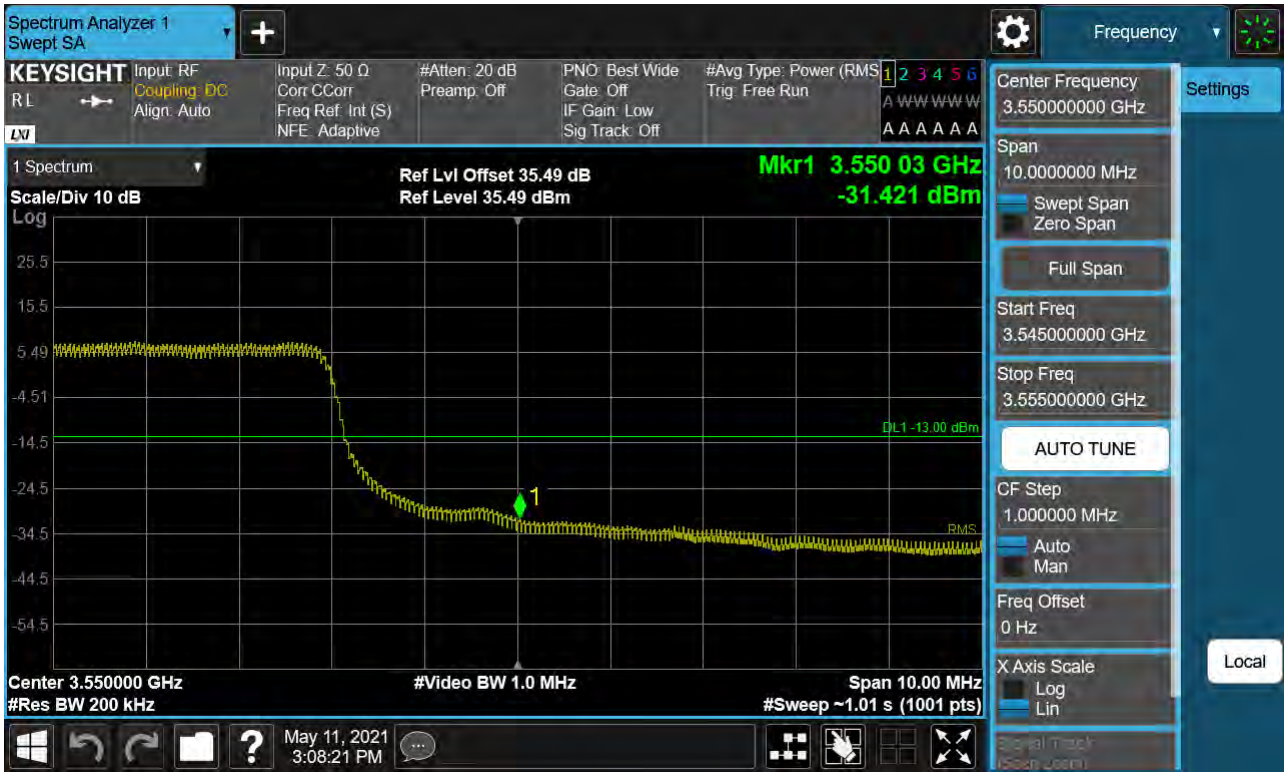 Spectrum Analyzer 1
Swept SA
Frequency
KEYSIGHT
RL
LXI
Input: RF
Coupling: DC
Align: Auto
Input Z: 50 Ω
Corr CCorr
Freq Ref: Int (S)
NFE: Adaptive
#Atten: 20 dB
Preamp: Off
PNO: Best Wide
Gate: Off
IF Gain: Low
Sig Track: Off
#Avg Type: Power (RMS
Trig: Free Run
1 2 3 4 5 6
A W W W W W
A A A A A A
1 Spectrum
Scale/Div 10 dB
Log
Ref Lvl Offset 35.49 dB
Ref Level 35.49 dBm
Mkr1 3.550 03 GHz
-31.421 dBm
25.5
15.5
5.49
-4.51
-14.5
-24.5
-34.5
-44.5
-54.5
DL1 -13.00 dBm
1
RMS
Center 3.550000 GHz
#Res BW 200 kHz
#Video BW 1.0 MHz
Span 10.00 MHz
#Sweep ~1.01 s (1001 pts)
Center Frequency
3.550000000 GHz
Span
10.0000000 MHz
Swept Span
Zero Span
Full Span
Start Freq
3.545000000 GHz
Stop Freq
3.555000000 GHz
AUTO TUNE
CF Step
1.000000 MHz
Auto
Man
Freq Offset
0 Hz
X Axis Scale
Log
Lin
Signal Track
(Span Zoom)
Settings
Local
May 11, 2021
3:08:21 PM
?